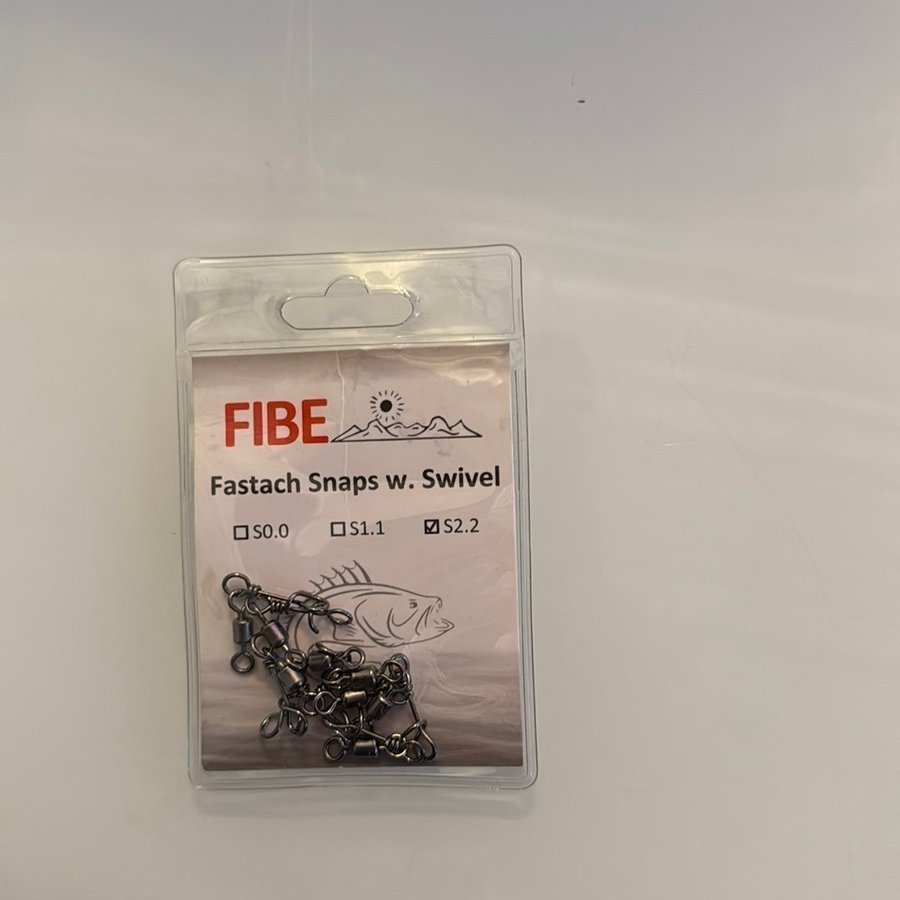 FIBE
Fastach Snaps w. Swivel
☐ S0.0 ☐ S1.1 ☑ S2.2